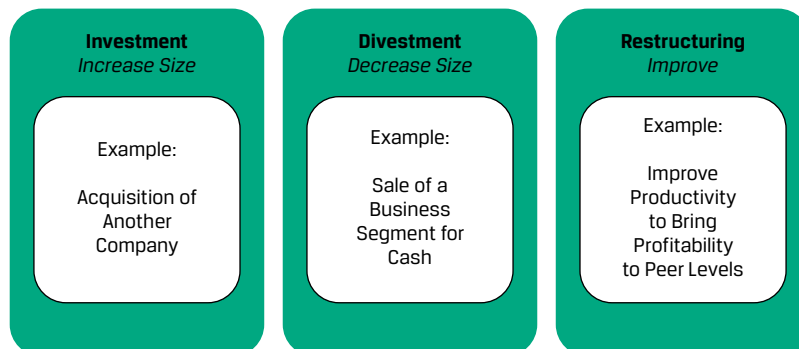 Investment
Increase Size
Example:
Acquisition of
Another
Company
Divestment
Decrease Size
Example:
Sale of a
Business
Segment for
Cash
Restructuring
Improve
Example:
Improve
Productivity
to Bring
Profitability
to Peer Levels